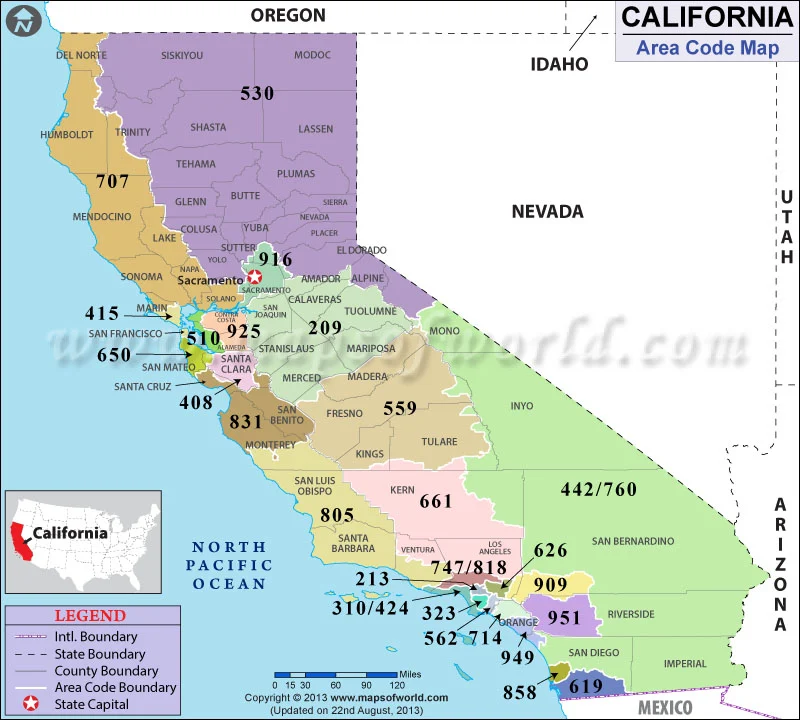 N
OREGON
CALIFORNIA
Area Code Map
IDAHO
DEL NORTE
SISKIYOU
MODOC
530
HUMBOLDT
TRINITY
SHASTA
LASSEN
TEHAMA
707
PLUMAS
MENDOCINO
GLENN
BUTTE
SIERRA
NEVADA
UTAH
COLUSA
YUBA
NEVADA
PLACER
LAKE
SUTTER
EL DORADO
916
YOLO
SONOMA
NAPA
Sacramento
SACRAMENTO
AMADOR
ALPINE
SOLANO
CALAVERAS
MARIN
415
CONTRA
COSTA
SAN
JOAQUIN
TUOLUMNE
209
SAN FRANCISCO
510
925
MONO
650
ALAMEDA
STANISLAUS
MARIPOSA
www.mapsofworld.com
SAN MATEO
SANTA
CLARA
MERCED
MADERA
SANTA CRUZ
408
831
SAN
BENITO
FRESNO
559
INYO
MONTEREY
KINGS
TULARE
SAN LUIS
OBISPO
KERN
661
442/760
805
ARIZONA
California
SANTA
BARBARA
VENTURA
LOS
ANGELES
SAN BERNARDINO
NORTH
PACIFIC
OCEAN
626
747/818
213
909
310/424
323
951
RIVERSIDE
562
714
ORANGE
949
SAN DIEGO
IMPERIAL
858
619
MEXICO
LEGEND
Intl. Boundary
State Boundary
County Boundary
Area Code Boundary
State Capital
Miles
0 15 30 60 90 120
Copyright © 2013 www.mapsofworld.com
(Updated on 22nd August, 2013)